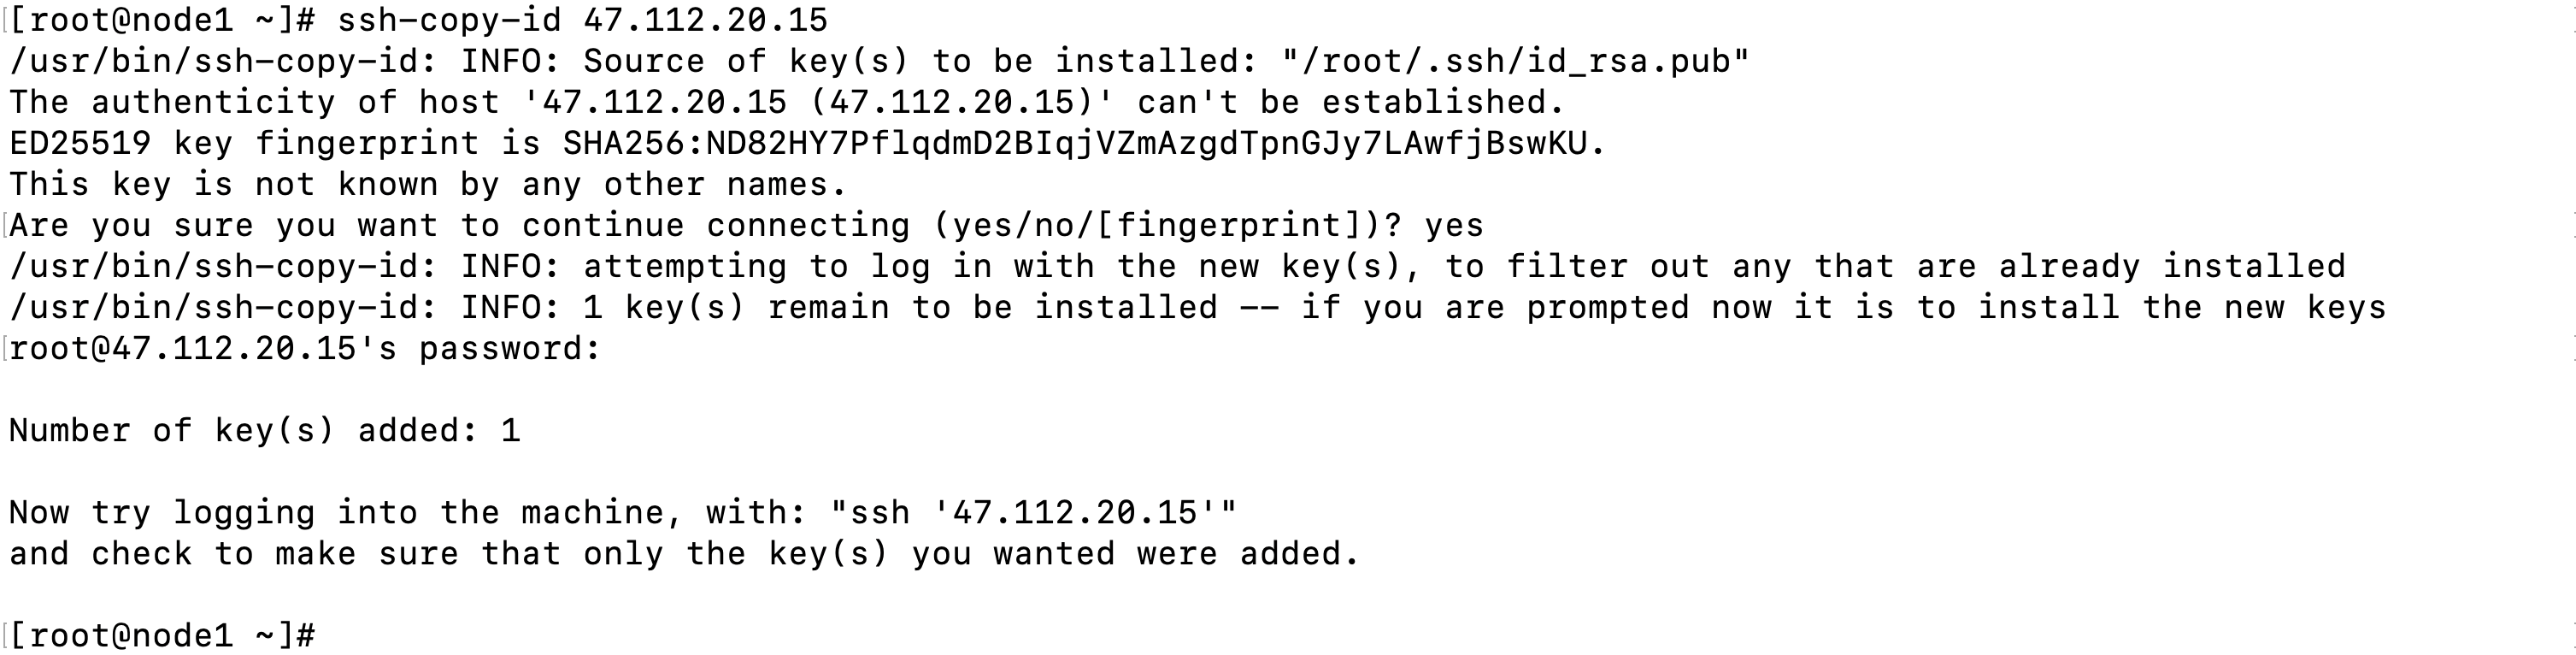 [root@node1 ~]# ssh-copy-id 47.112.20.15
/usr/bin/ssh-copy-id: INFO: Source of key(s) to be installed: "/root/.ssh/id_rsa.pub"
The authenticity of host '47.112.20.15 (47.112.20.15)' can't be established.
ED25519 key fingerprint is SHA256:ND82HY7PflqdmD2BIqjVZmAzgdTpnGJy7LAwfjBswKU.
This key is not known by any other names.
Are you sure you want to continue connecting (yes/no/[fingerprint])? yes
/usr/bin/ssh-copy-id: INFO: attempting to log in with the new key(s), to filter out any that are already installed
/usr/bin/ssh-copy-id: INFO: 1 key(s) remain to be installed -- if you are prompted now it is to install the new keys
root@47.112.20.15's password:
Number of key(s) added: 1
Now try logging into the machine, with: "ssh '47.112.20.15'"
and check to make sure that only the key(s) you wanted were added.
[root@node1 ~]#